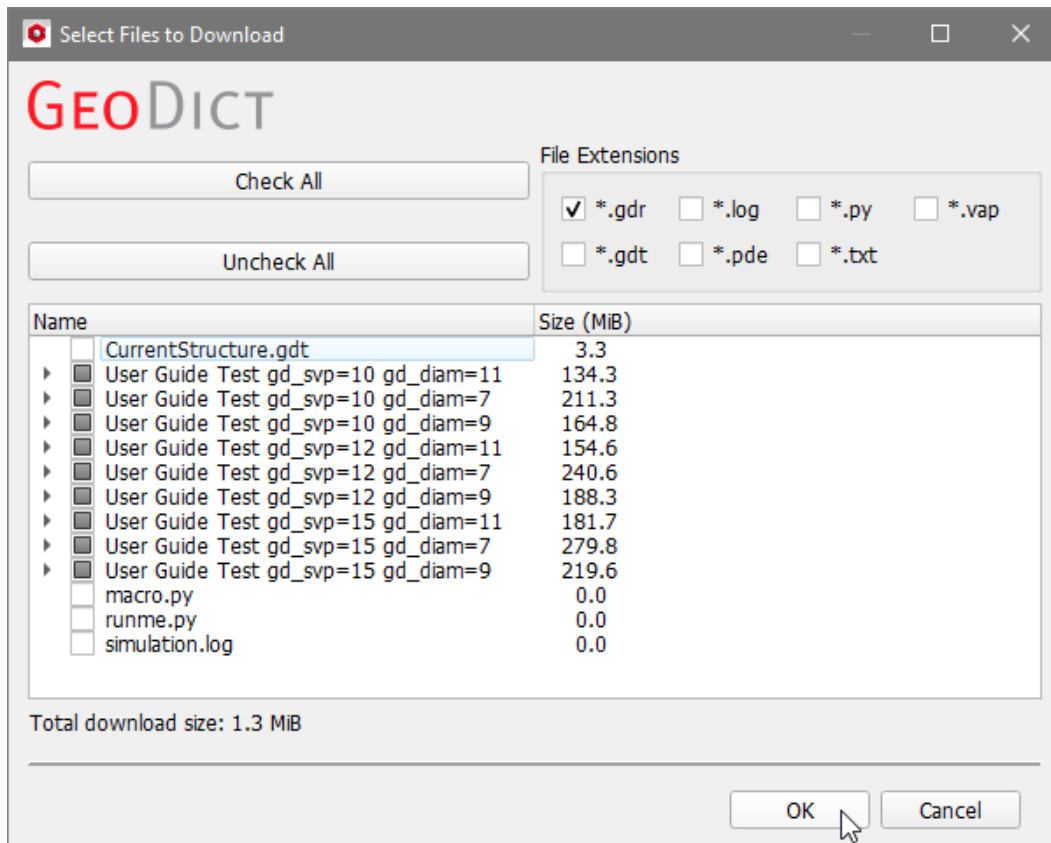 Select Files to Download
GEODICT
Check All
Uncheck All
File Extensions
*.gdr *.log *.py *.vap
*.gdt *.pde *.txt
Name Size (MiB)
CurrentStructure.gdt 3.3
User Guide Test gd_svp=10 gd_diam=11 134.3
User Guide Test gd_svp=10 gd_diam=7 211.3
User Guide Test gd_svp=10 gd_diam=9 164.8
User Guide Test gd_svp=12 gd_diam=11 154.6
User Guide Test gd_svp=12 gd_diam=7 240.6
User Guide Test gd_svp=12 gd_diam=9 188.3
User Guide Test gd_svp=15 gd_diam=11 181.7
User Guide Test gd_svp=15 gd_diam=7 279.8
User Guide Test gd_svp=15 gd_diam=9 219.6
macro.py 0.0
runme.py 0.0
simulation.log 0.0
Total download size: 1.3 MiB
OK Cancel